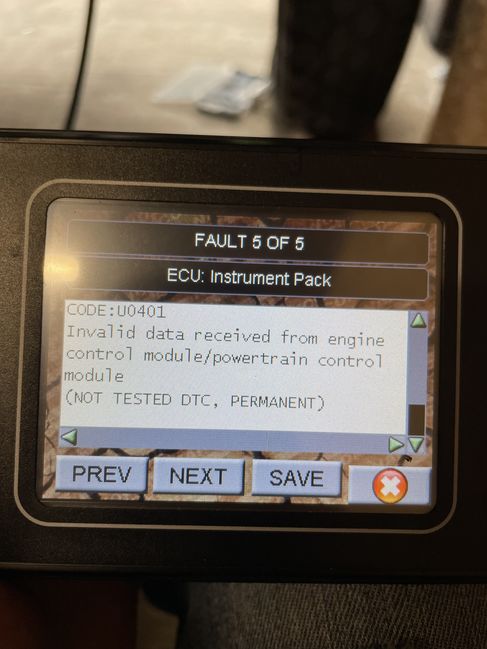 FAULT 5 OF 5
ECU: Instrument Pack
CODE:U0401
Invalid data received from engine
control module/powertrain control
module
(NOT TESTED DTC, PERMANENT)
PREV NEXT SAVE